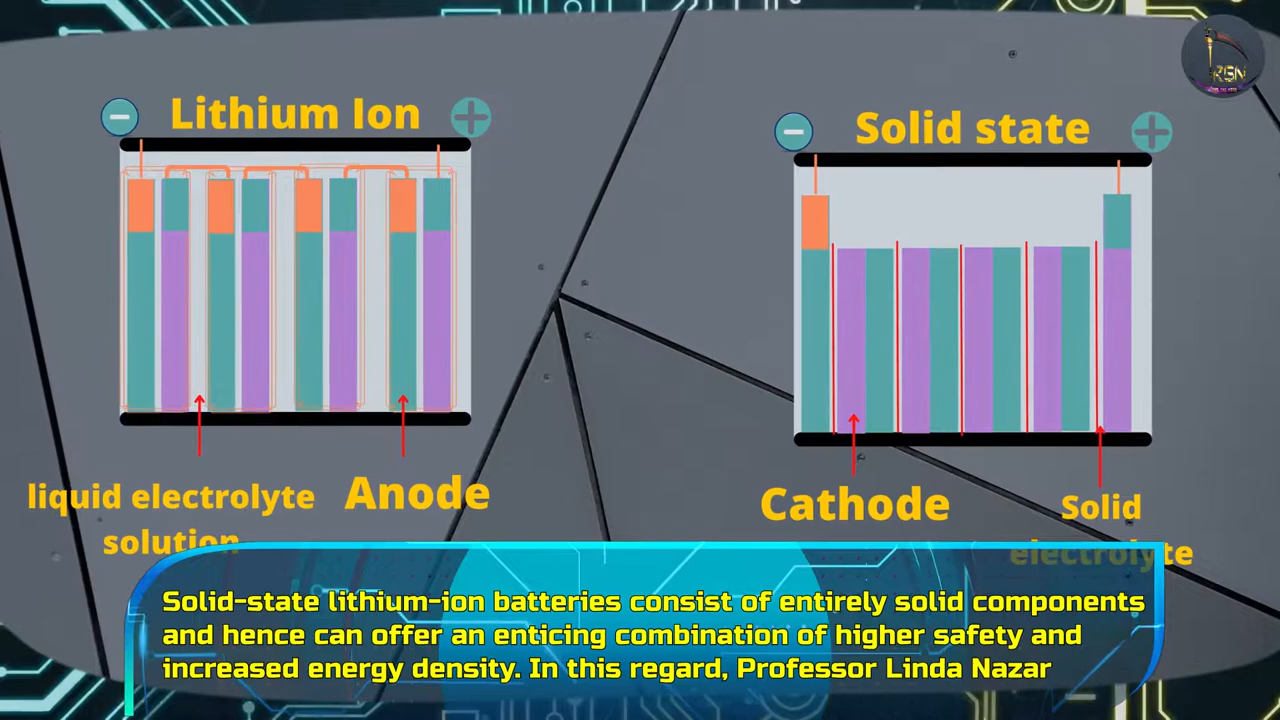 Lithium Ion
Solid state
RGN
liquid electrolyte
solution
Anode
Cathode
Solid
electrolyte
Solid-state lithium-ion batteries consist of entirely solid components
and hence can offer an enticing combination of higher safety and
increased energy density. In this regard, Professor Linda Nazar